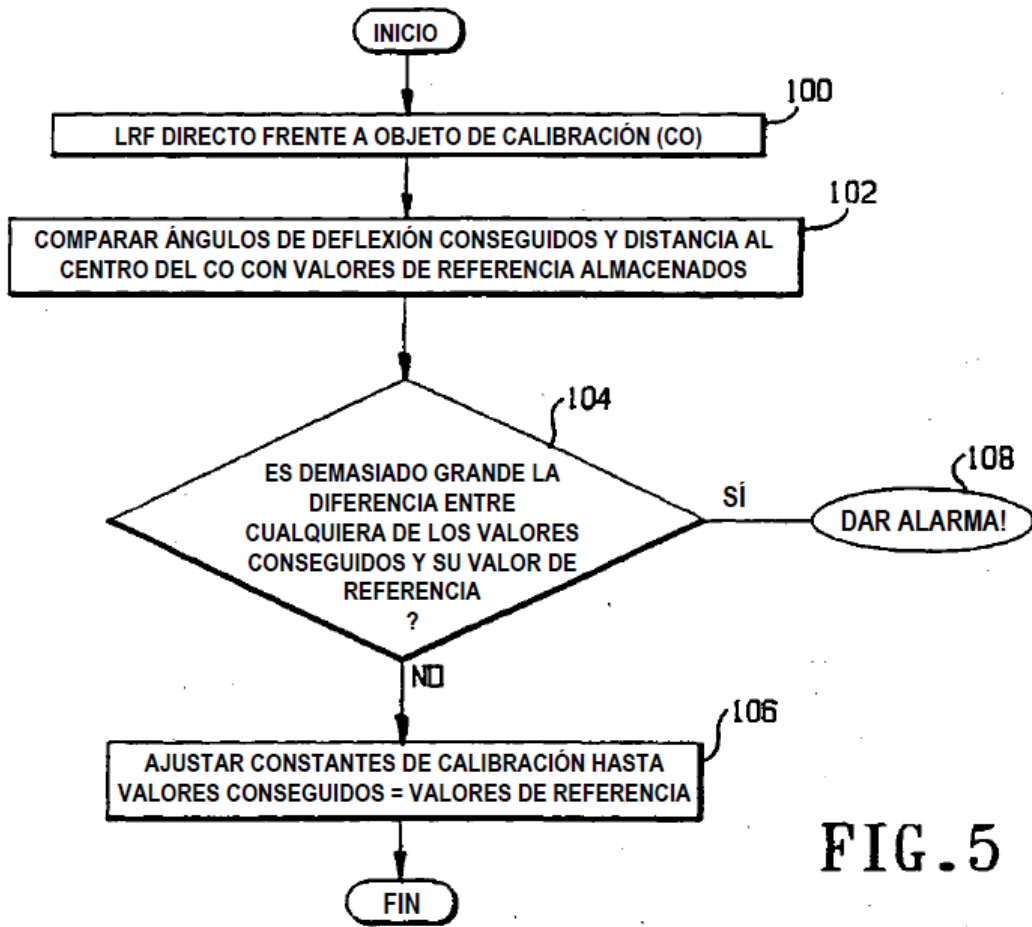 INICIO
100
LRF DIRECTO FRENTE A OBJETO DE CALIBRACIÓN (CO)
102
COMPARAR ÁNGULOS DE DEFLEXIÓN CONSEGUIDOS Y DISTANCIA AL
CENTRO DEL CO CON VALORES DE REFERENCIA ALMACENADOS
104
ES DEMASIADO GRANDE LA
DIFERENCIA ENTRE
CUALQUIERA DE LOS VALORES
CONSEGUIDOS Y SU VALOR DE
REFERENCIA
?
SÍ
108
DAR ALARMA!
NO
106
AJUSTAR CONSTANTES DE CALIBRACIÓN HASTA
VALORES CONSEGUIDOS = VALORES DE REFERENCIA
FIN
FIG.5